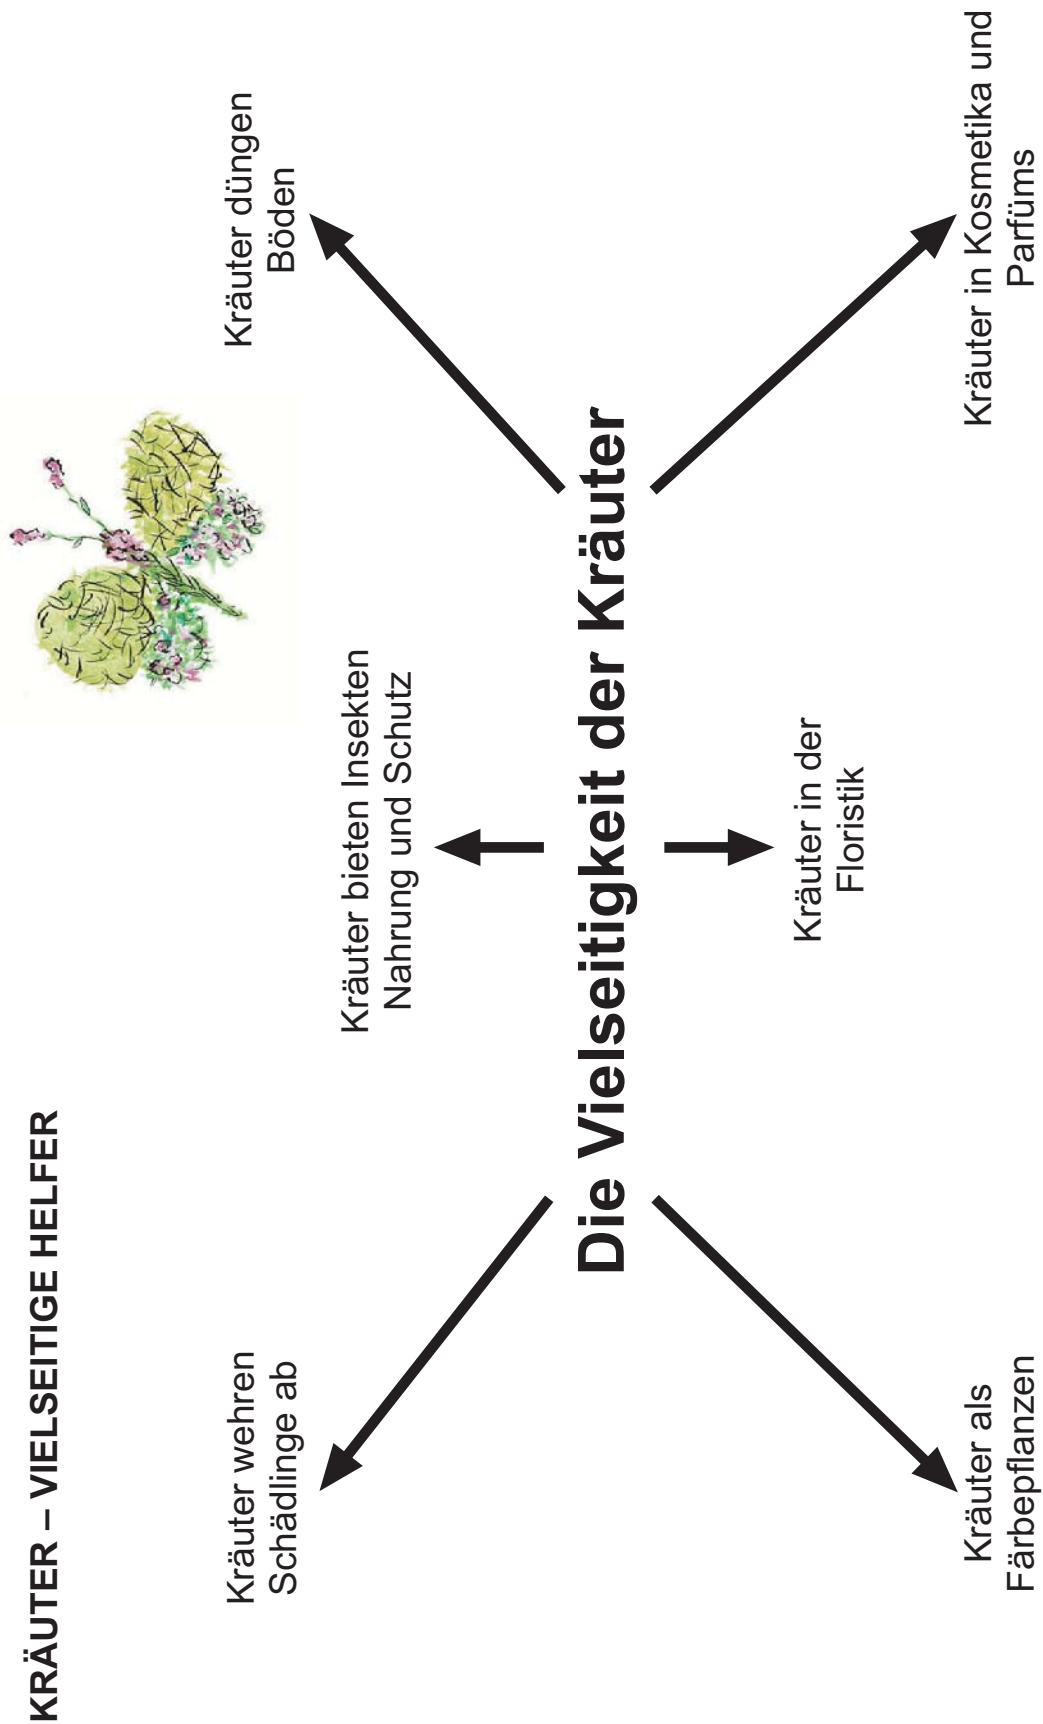 KRÄUTER – VIELSEITIGE HELFER
Kräuter wehren
Schädlinge ab
Kräuter bieten Insekten
Nahrung und Schutz
Kräuter düngen
Böden
Die Vielseitigkeit der Kräuter
Kräuter als
Färbepflanzen
Kräuter in der
Floristik
Kräuter in Kosmetika und
Parfüms